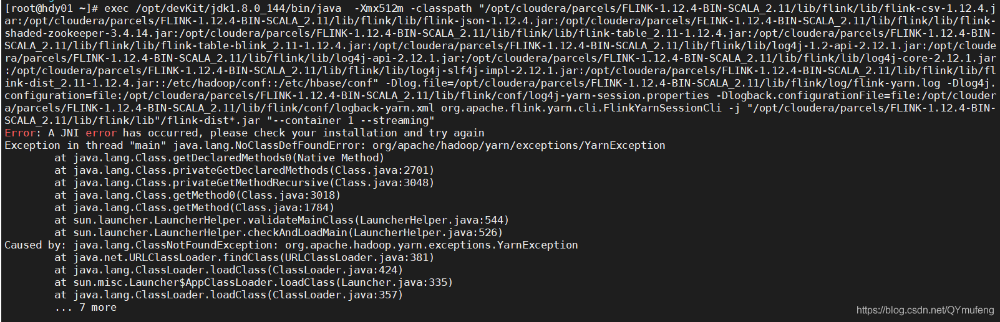 [root@hdy01 ~]# exec /opt/devKit/jdk1.8.0_144/bin/java  -Xmx512m -classpath "/opt/cloudera/parcels/FLINK-1.12.4-BIN-SCALA_2.11/lib/flink/lib/flink-csv-1.12.4.j
ar:/opt/cloudera/parcels/FLINK-1.12.4-BIN-SCALA_2.11/lib/flink/lib/flink-json-1.12.4.jar:/opt/cloudera/parcels/FLINK-1.12.4-BIN-SCALA_2.11/lib/flink/lib/flink-
shaded-zookeeper-3.4.14.jar:/opt/cloudera/parcels/FLINK-1.12.4-BIN-SCALA_2.11/lib/flink/lib/flink-table_2.11-1.12.4.jar:/opt/cloudera/parcels/FLINK-1.12.4-BIN-
SCALA_2.11/lib/flink/lib/flink-table-blink_2.11-1.12.4.jar:/opt/cloudera/parcels/FLINK-1.12.4-BIN-SCALA_2.11/lib/flink/lib/log4j-1.2-api-2.12.1.jar:/opt/cloude
ra/parcels/FLINK-1.12.4-BIN-SCALA_2.11/lib/flink/lib/log4j-api-2.12.1.jar:/opt/cloudera/parcels/FLINK-1.12.4-BIN-SCALA_2.11/lib/flink/lib/log4j-core-2.12.1.jar
:/opt/cloudera/parcels/FLINK-1.12.4-BIN-SCALA_2.11/lib/flink/lib/log4j-slf4j-impl-2.12.1.jar:/opt/cloudera/parcels/FLINK-1.12.4-BIN-SCALA_2.11/lib/flink/lib/fl
ink-dist_2.11-1.12.4.jar::/etc/hadoop/conf::/etc/hbase/conf" -Dlog.file=/opt/cloudera/parcels/FLINK-1.12.4-BIN-SCALA_2.11/lib/flink/log/flink-yarn.log -Dlog4j.
configuration=file:/opt/cloudera/parcels/FLINK-1.12.4-BIN-SCALA_2.11/lib/flink/conf/log4j-yarn-session.properties -Dlogback.configurationFile=file:/opt/clouder
a/parcels/FLINK-1.12.4-BIN-SCALA_2.11/lib/flink/conf/logback-yarn.xml org.apache.flink.yarn.cli.FlinkYarnSessionCli -j "/opt/cloudera/parcels/FLINK-1.12.4-BIN-
SCALA_2.11/lib/flink/lib"/flink-dist*.jar "--container 1 --streaming"
Error: A JNI error has occurred, please check your installation and try again
Exception in thread "main" java.lang.NoClassDefFoundError: org/apache/hadoop/yarn/exceptions/YarnException
        at java.lang.Class.getDeclaredMethods0(Native Method)
        at java.lang.Class.privateGetDeclaredMethods(Class.java:2701)
        at java.lang.Class.privateGetMethodRecursive(Class.java:3048)
        at java.lang.Class.getMethod0(Class.java:3018)
        at java.lang.Class.getMethod(Class.java:1784)
        at sun.launcher.LauncherHelper.validateMainClass(LauncherHelper.java:544)
        at sun.launcher.LauncherHelper.checkAndLoadMain(LauncherHelper.java:526)
Caused by: java.lang.ClassNotFoundException: org.apache.hadoop.yarn.exceptions.YarnException
        at java.net.URLClassLoader.findClass(URLClassLoader.java:381)
        at java.lang.ClassLoader.loadClass(ClassLoader.java:424)
        at sun.misc.Launcher$AppClassLoader.loadClass(Launcher.java:335)
        at java.lang.ClassLoader.loadClass(ClassLoader.java:357)
        ... 7 more
https://blog.csdn.net/QYmufeng